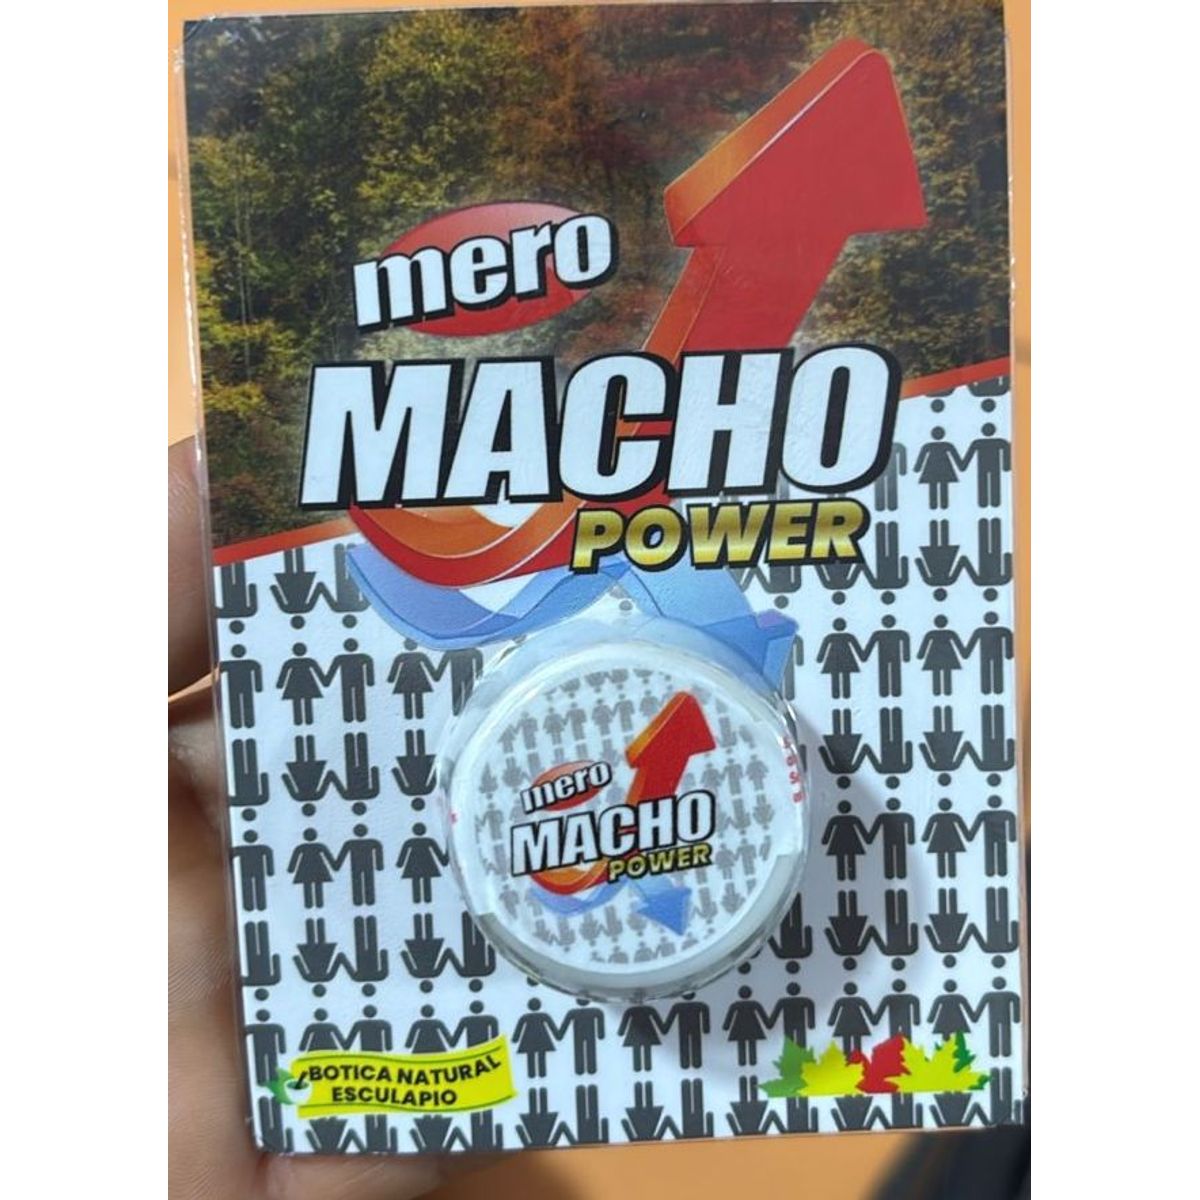 mero
MACHO
POWER
mero
MACHO
POWER
BOTICA NATURAL
ESCULAPIO